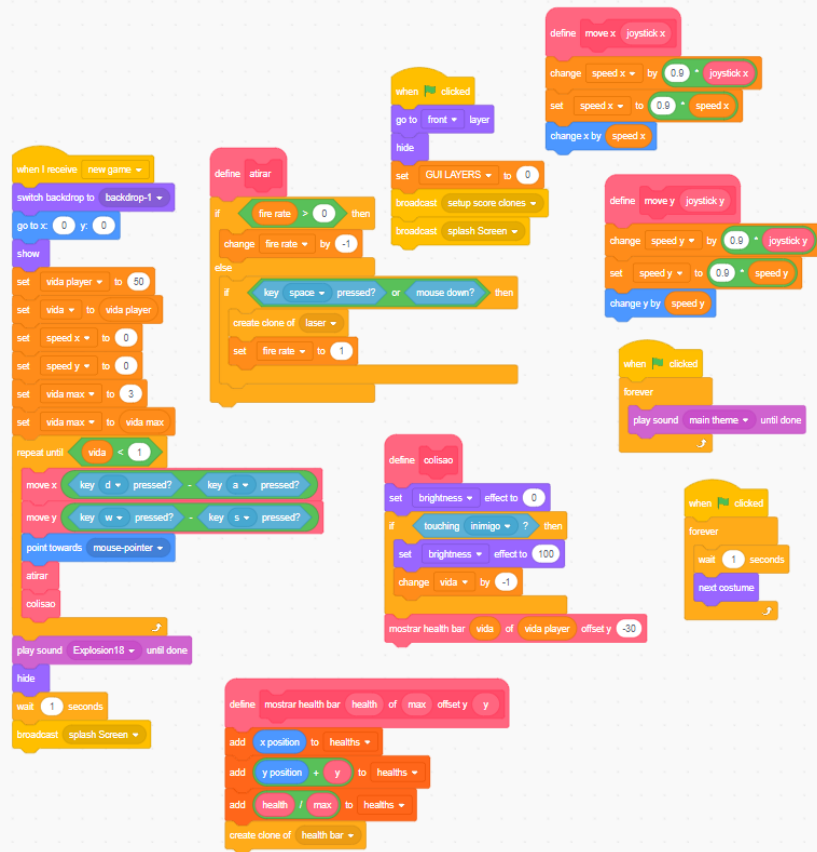 when I receive new game
switch backdrop to backdrop-1
go to x: 0 y: 0
show
set vida player to 50
set vida to vida player
set speed x to 0
set speed y to 0
set vida max to 3
set vida max to vida max
repeat until vida < 1
move x key d pressed? - key a pressed?
move y key w pressed? - key s pressed?
point towards mouse-pointer
atirar
colisao
play sound Explosion18 until done
hide
wait 1 seconds
broadcast splash Screen
define atirar
if fire rate > 0 then
change fire rate by -1
else
if key space pressed? or mouse down? then
create clone of laser
set fire rate to 1
when clicked
go to front layer
hide
set GUI LAYERS to 0
broadcast setup score clones
broadcast splash Screen
define move x joystick x
change speed x by 0.9 * joystick x
set speed x to 0.9 * speed x
change x by speed x
define move y joystick y
change speed y by 0.9 * joystick y
set speed y to 0.9 * speed y
change y by speed y
when clicked
forever
play sound main theme until done
define colisao
set brightness effect to 0
if touching inimigo ? then
set brightness effect to 100
change vida by -1
mostrar health bar vida of vida player offset y -30
when clicked
forever
wait 1 seconds
next costume
define mostrar health bar health of max offset y y
add x position to healths
add y position + y to healths
add health / max to healths
create clone of health bar